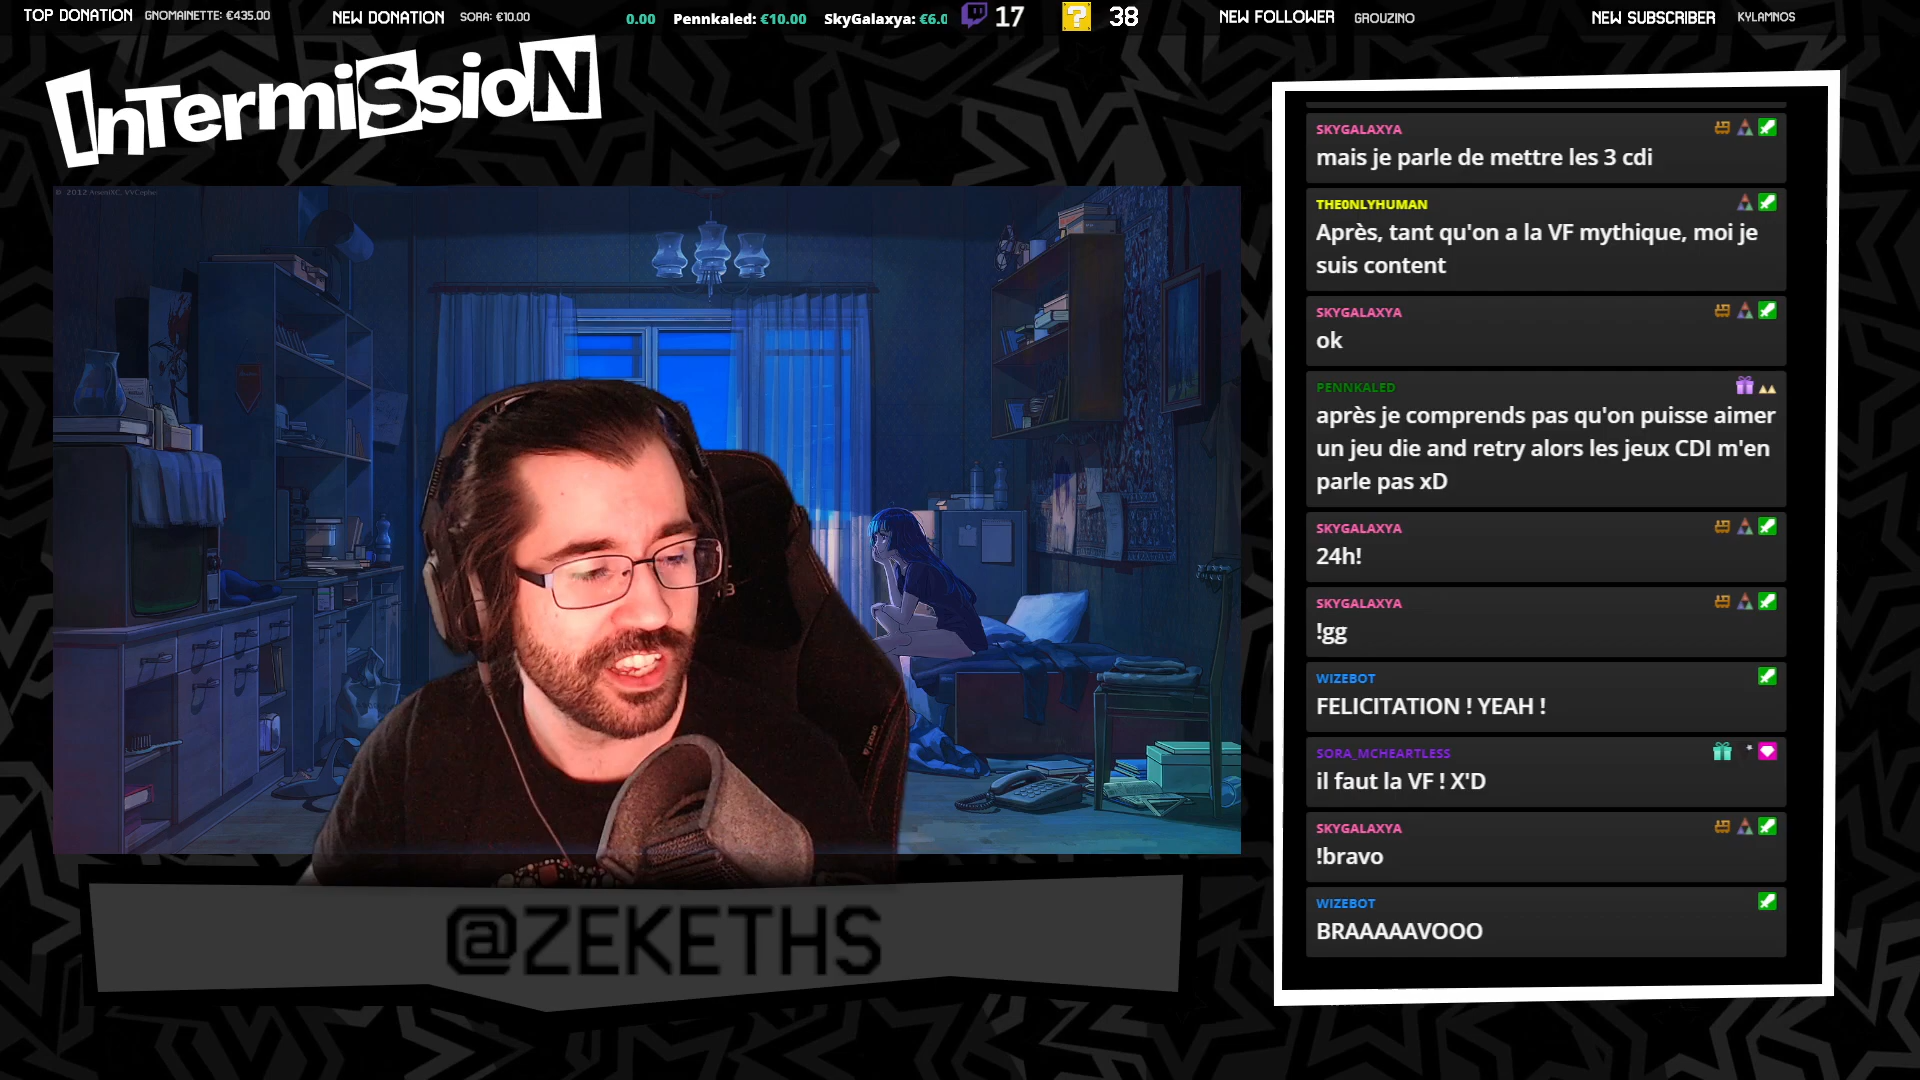 TOP DONATION GNOMAINETTE: €435.00 NEW DONATION SORA: €10.00 0.00 Pennkaled: €10.00 SkyGalaxya: €6.0 17 ? 38 NEW FOLLOWER GROUZINO NEW SUBSCRIBER KYLAMNOS
InTermiSsioN
© 2012 ArseniXC, VVCepheI
SKYGALAXYA
mais je parle de mettre les 3 cdi
THE0NLYHUMAN
Après, tant qu'on a la VF mythique, moi je
suis content
SKYGALAXYA
ok
PENNKALED
après je comprends pas qu'on puisse aimer
un jeu die and retry alors les jeux CDI m'en
parle pas xD
SKYGALAXYA
24h!
SKYGALAXYA
!gg
WIZEBOT
FELICITATION ! YEAH !
SORA_MCHEARTLESS
il faut la VF ! X'D
SKYGALAXYA
!bravo
WIZEBOT
BRAAAAAVOOO
@ZEKETHS